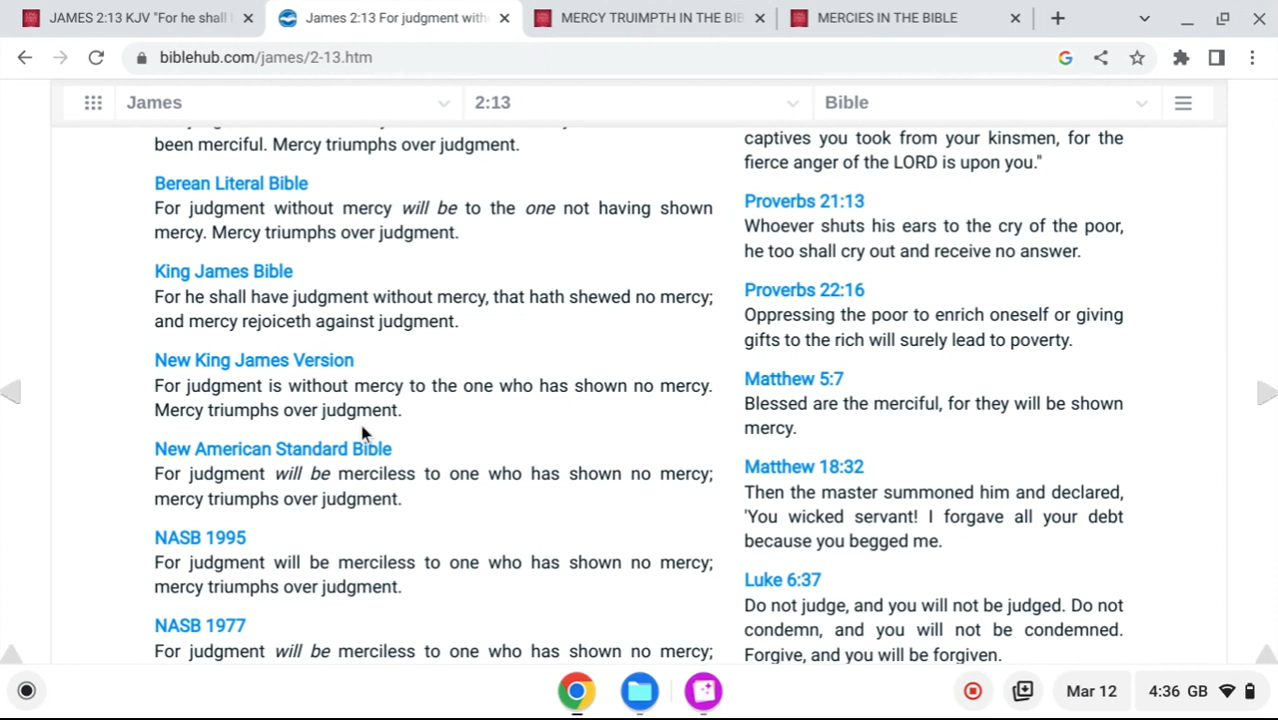 JAMES 2:13 KJV "For he shall
James 2:13 For judgment with
MERCY TRUIMPTH IN THE BIB
MERCIES IN THE BIBLE
biblehub.com/james/2-13.htm
James
2:13
Bible
been merciful. Mercy triumphs over judgment.
Berean Literal Bible
For judgment without mercy will be to the one not having shown
mercy. Mercy triumphs over judgment.
King James Bible
For he shall have judgment without mercy, that hath shewed no mercy;
and mercy rejoiceth against judgment.
New King James Version
For judgment is without mercy to the one who has shown no mercy.
Mercy triumphs over judgment.
New American Standard Bible
For judgment will be merciless to one who has shown no mercy;
mercy triumphs over judgment.
NASB 1995
For judgment will be merciless to one who has shown no mercy;
mercy triumphs over judgment.
NASB 1977
For judgment will be merciless to one who has shown no mercy;
captives you took from your kinsmen, for the
fierce anger of the LORD is upon you."
Proverbs 21:13
Whoever shuts his ears to the cry of the poor,
he too shall cry out and receive no answer.
Proverbs 22:16
Oppressing the poor to enrich oneself or giving
gifts to the rich will surely lead to poverty.
Matthew 5:7
Blessed are the merciful, for they will be shown
mercy.
Matthew 18:32
Then the master summoned him and declared,
'You wicked servant! I forgave all your debt
because you begged me.
Luke 6:37
Do not judge, and you will not be judged. Do not
condemn, and you will not be condemned.
Forgive, and you will be forgiven.
Mar 12
4:36 GB